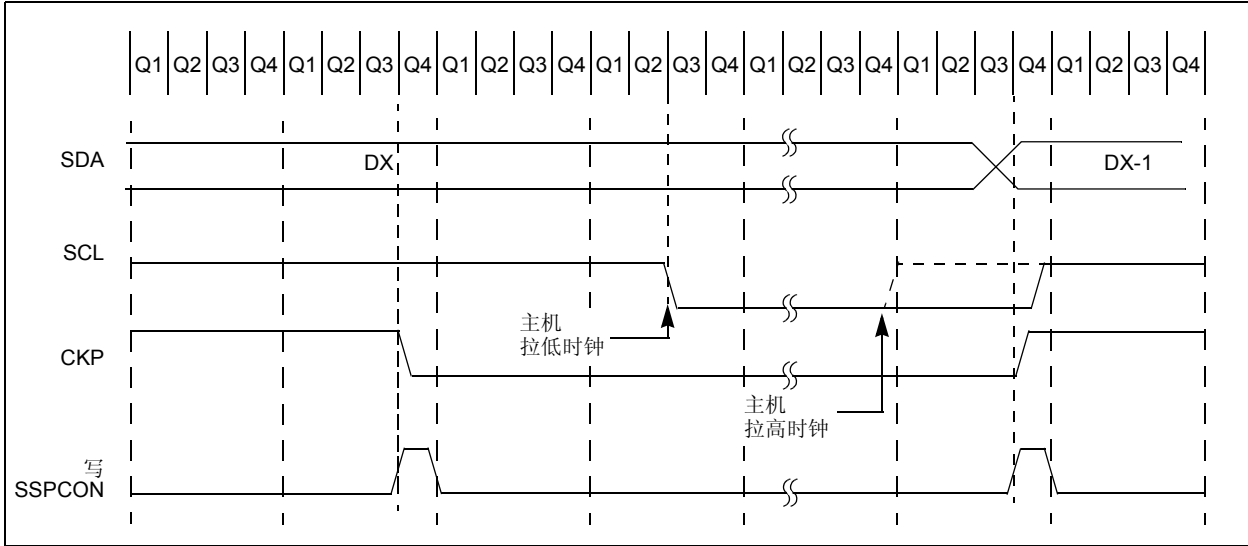 Q1 Q2 Q3 Q4 Q1 Q2 Q3 Q4 Q1 Q2 Q3 Q4 Q1 Q2 Q3 Q4 Q1 Q2 Q3 Q4 Q1 Q2 Q3 Q4 Q1 Q2 Q3 Q4
SDA
DX
DX-1
SCL
主机
拉低时钟
CKP
主机
拉高时钟
写
SSPCON